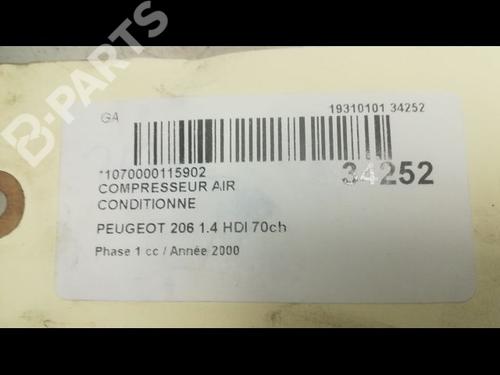 B-PARTS
GA
19310101 34252
*1070000115902
34252
COMPRESSEUR AIR
CONDITIONNE
PEUGEOT 206 1.4 HDI 70ch
Phase 1 cc / Année 2000